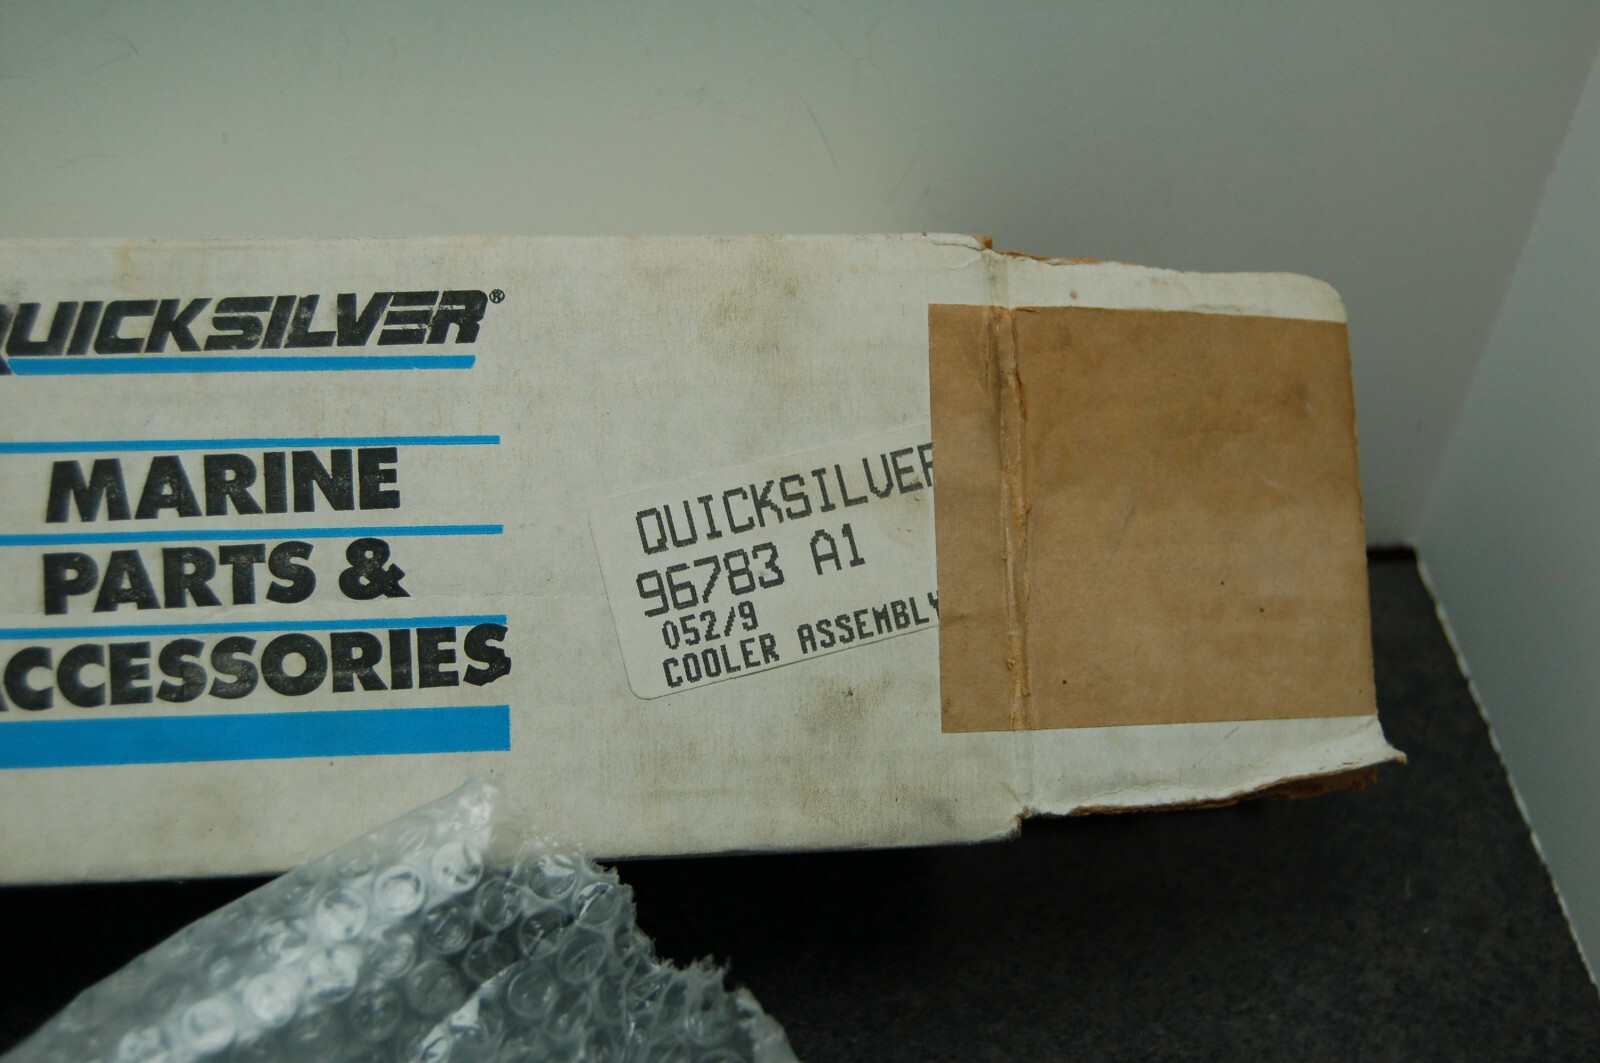 QUICKSILVER®
MARINE
PARTS &
ACCESSORIES
QUICKSILVER
96783 A1
052/9
COOLER ASSEMBLY